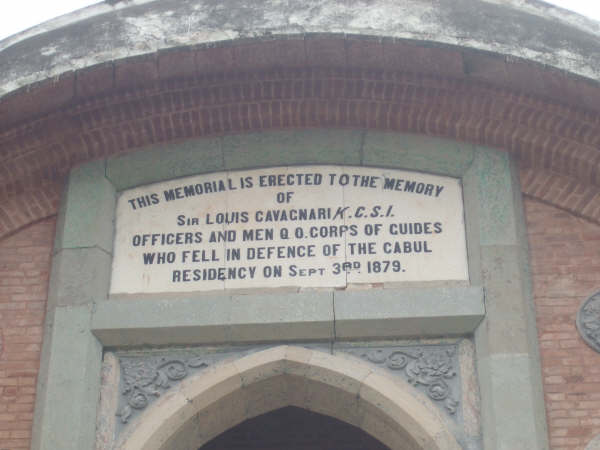 THIS MEMORIAL IS ERECTED TO THE MEMORY
OF
SIR LOUIS CAVAGNARI K.C.S.I.
OFFICERS AND MEN Q.O. CORPS OF GUIDES
WHO FELL IN DEFENCE OF THE CABUL
RESIDENCY ON SEPT 3RD 1879.